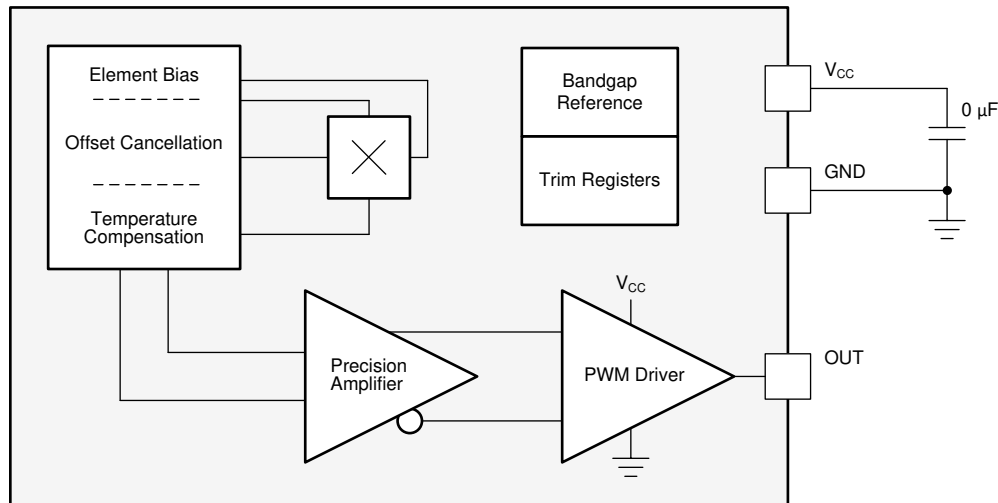 Element Bias
Offset Cancellation
Temperature
Compensation
Bandgap
Reference
Trim Registers
VCC
0 µF
GND
Precision
Amplifier
VCC
PWM Driver
OUT